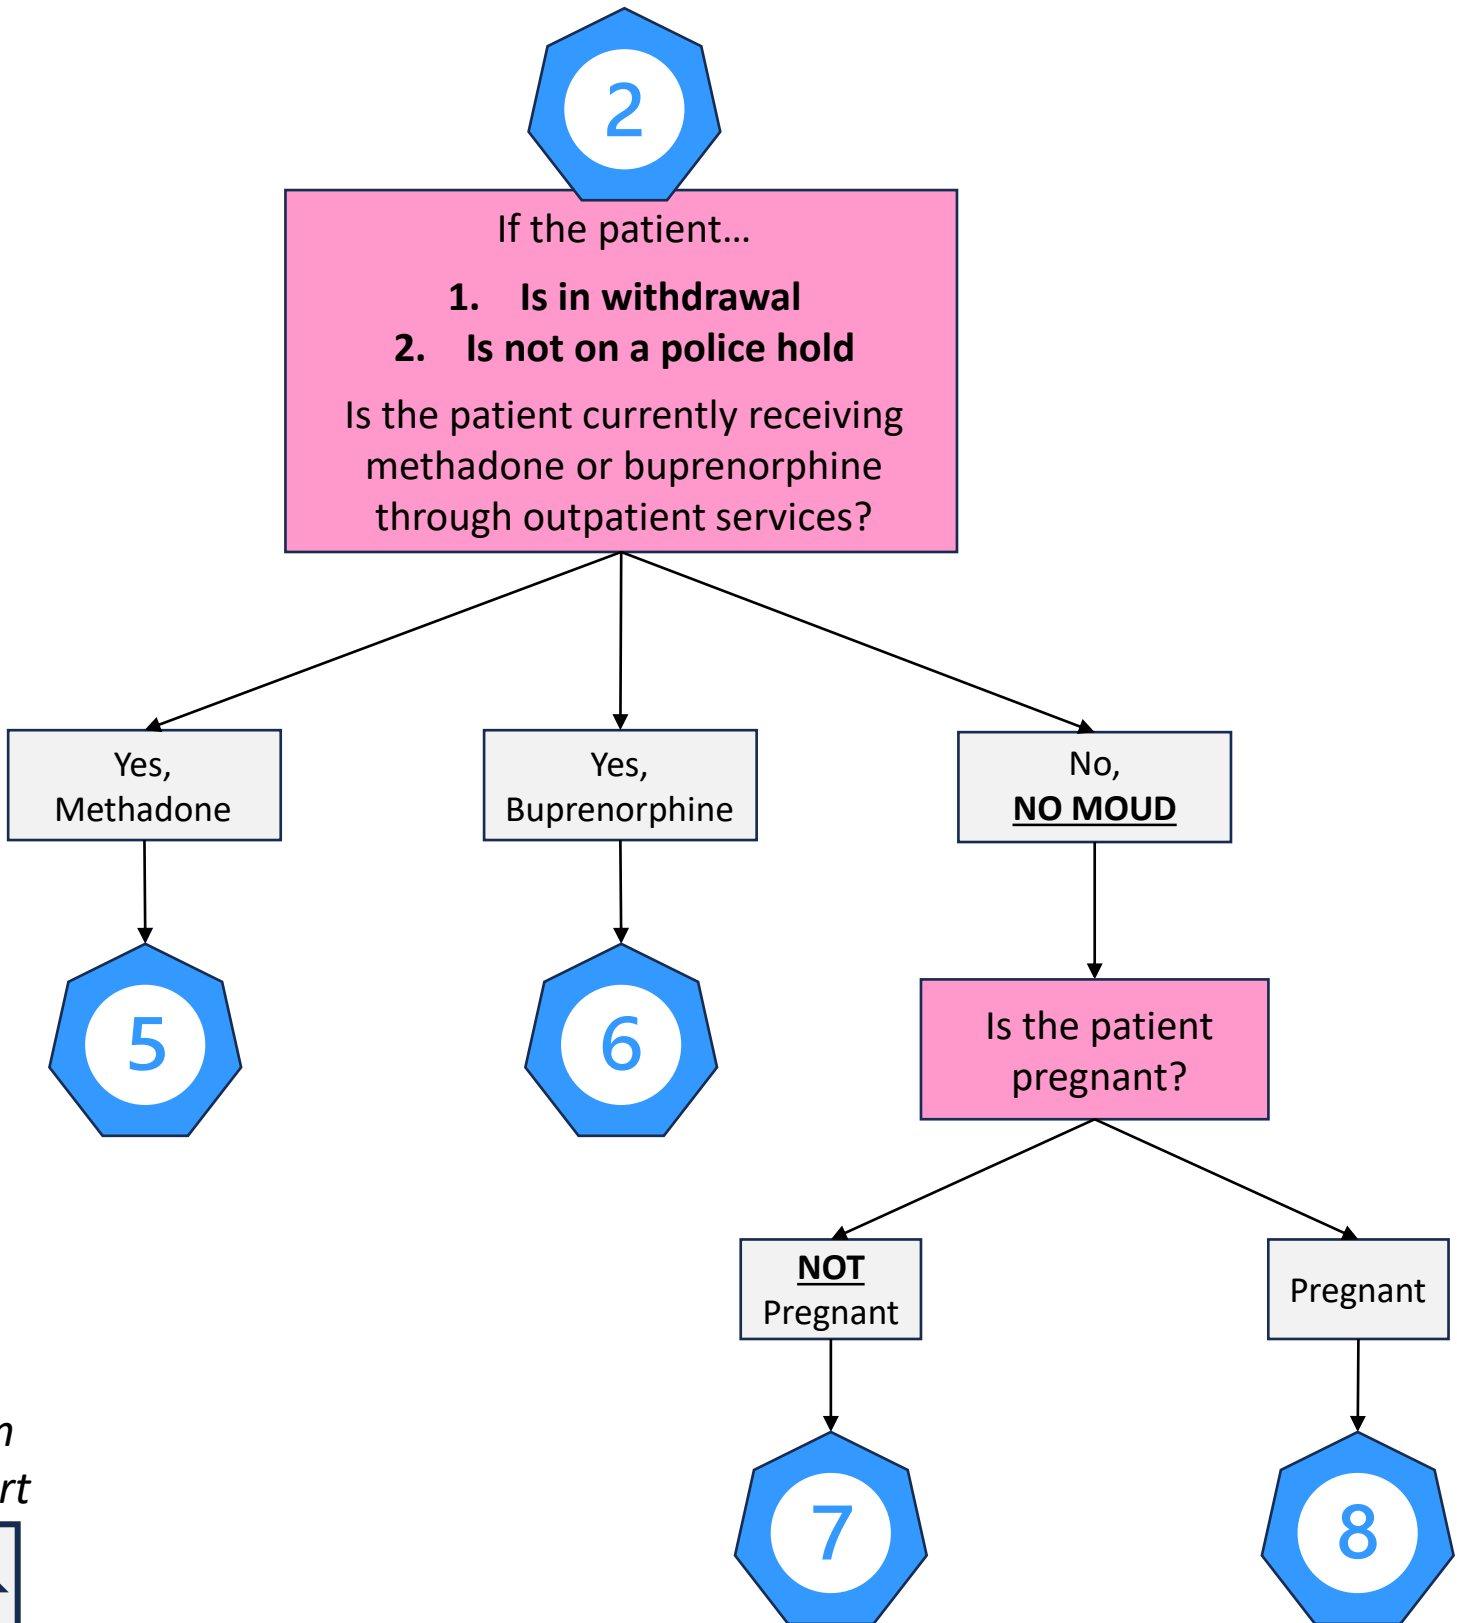 2
If the patient…
1. Is in withdrawal
2. Is not on a police hold
Is the patient currently receiving
methadone or buprenorphine
through outpatient services?
Yes,
Methadone
Yes,
Buprenorphine
No,
NO MOUD
5
6
Is the patient
pregnant?
NOT
Pregnant
Pregnant
7
8